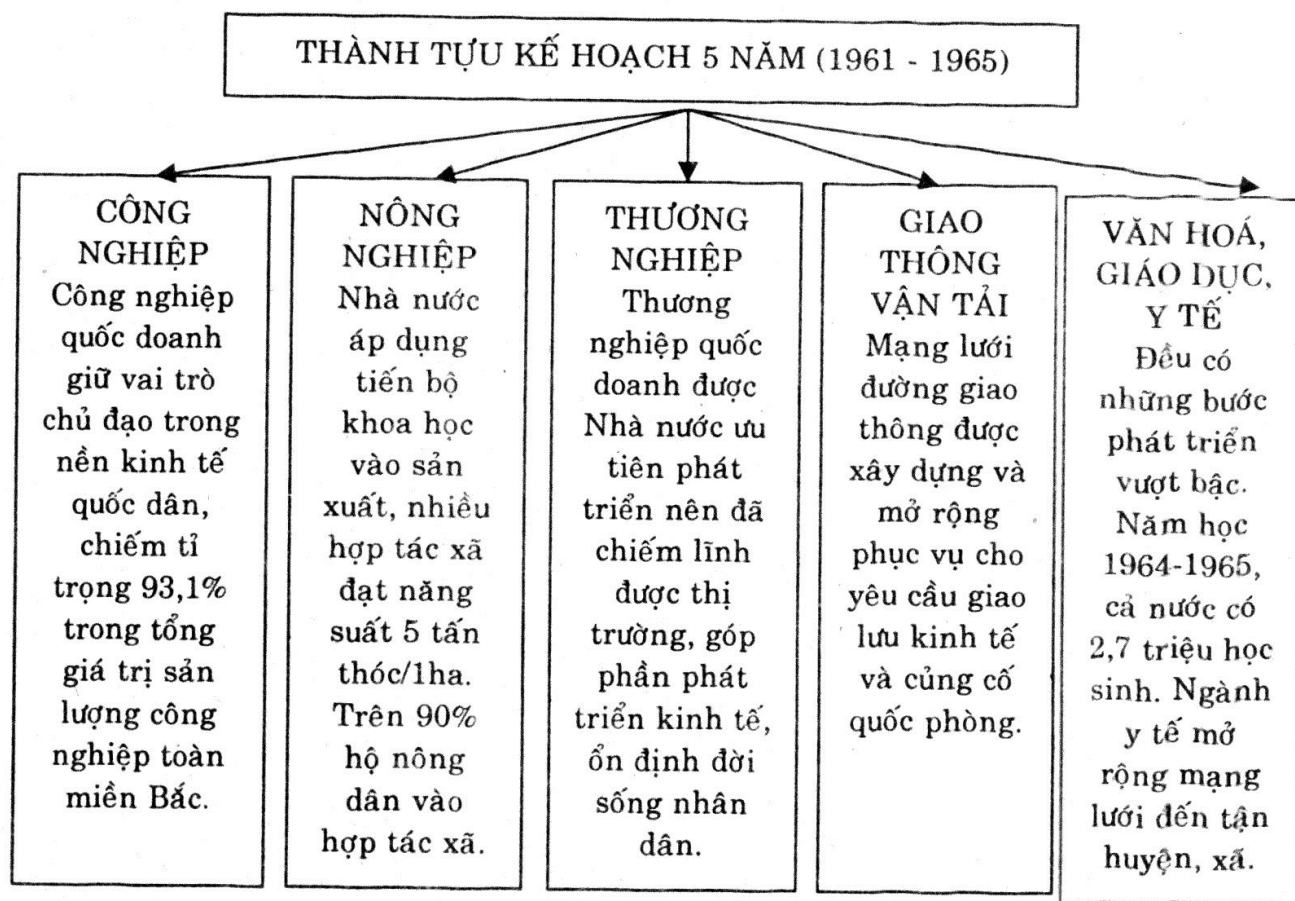 THÀNH TỰU KẾ HOẠCH 5 NĂM (1961 - 1965)
CÔNG
NGHIỆP
Công nghiệp
quốc doanh
giữ vai trò
chủ đạo trong
nền kinh tế
quốc dân,
chiếm tỉ
trọng 93,1%
trong tổng
giá trị sản
lượng công
nghiệp toàn
miền Bắc.
NÔNG
NGHIỆP
Nhà nước
áp dụng
tiến bộ
khoa học
vào sản
xuất, nhiều
hợp tác xã
đạt năng
suất 5 tấn
thóc/1ha.
Trên 90%
hộ nông
dân vào
hợp tác xã.
THƯƠNG
NGHIỆP
Thương
nghiệp quốc
doanh được
Nhà nước ưu
tiên phát
triển nên đã
chiếm lĩnh
được thị
trường, góp
phần phát
triển kinh tế,
ổn định đời
sống nhân
dân.
GIAO
THÔNG
VẬN TẢI
Mạng lưới
đường giao
thông được
xây dựng và
mở rộng
phục vụ cho
yêu cầu giao
lưu kinh tế
và củng cố
quốc phòng.
VĂN HOÁ,
GIÁO DỤC,
Y TẾ
Đều có
những bước
phát triển
vượt bậc.
Năm học
1964-1965,
cả nước có
2,7 triệu học
sinh. Ngành
y tế mở
rộng mạng
lưới đến tận
huyện, xã.